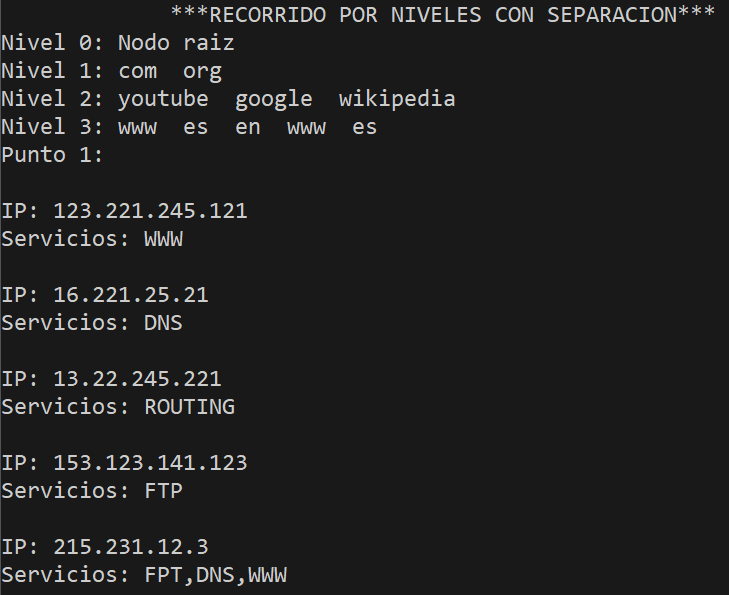 ***RECORRIDO POR NIVELES CON SEPARACION***
Nivel 0: Nodo raiz
Nivel 1: com  org
Nivel 2: youtube  google  wikipedia
Nivel 3: www  es  en  www  es
Punto 1:
IP: 123.221.245.121
Servicios: WWW
IP: 16.221.25.21
Servicios: DNS
IP: 13.22.245.221
Servicios: ROUTING
IP: 153.123.141.123
Servicios: FTP
IP: 215.231.12.3
Servicios: FPT,DNS,WWW